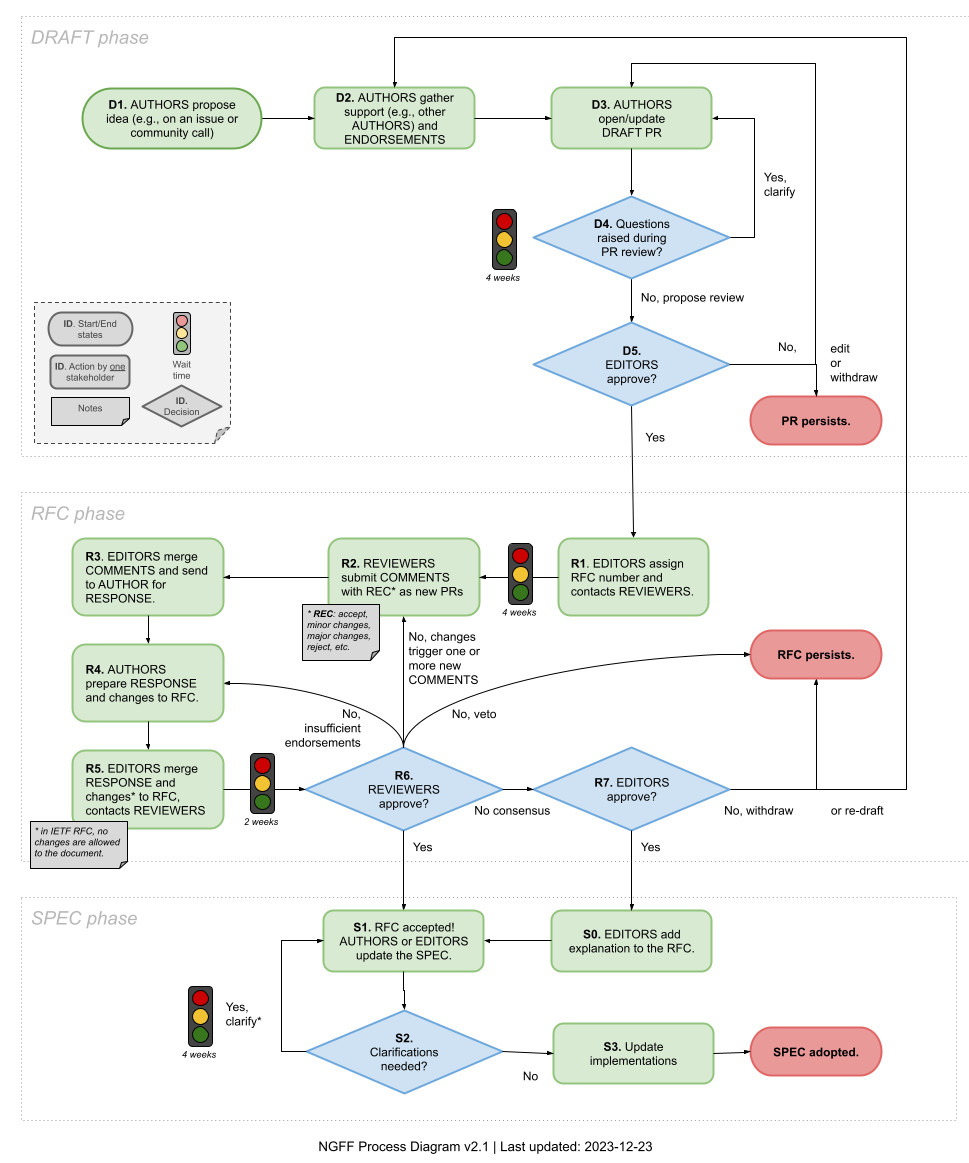 DRAFT phase
D1. AUTHORS propose
idea (e.g., on an issue or
community call)
D2. AUTHORS gather
support (e.g., other
AUTHORS) and
ENDORSEMENTS
D3. AUTHORS
open/update
DRAFT PR
Yes,
clarify
D4. Questions
raised during
PR review?
4 weeks
No, propose review
D5.
EDITORS
approve?
No,
edit
or
withdraw
PR persists.
Yes
ID. Start/End
states
ID. Action by one
stakeholder
Notes
Wait
time
ID.
Decision
RFC phase
R3. EDITORS merge
COMMENTS and send
to AUTHOR for
RESPONSE.
R2. REVIEWERS
submit COMMENTS
with REC* as new PRs
* REC: accept,
minor changes,
major changes,
reject, etc.
4 weeks
R1. EDITORS assign
RFC number and
contacts REVIEWERS.
No, changes
trigger one or
more new
COMMENTS
RFC persists.
R4. AUTHORS
prepare RESPONSE
and changes to RFC.
No,
insufficient
endorsements
No, veto
R5. EDITORS merge
RESPONSE and
changes* to RFC,
contacts REVIEWERS
* in IETF RFC, no
changes are allowed
to the document.
2 weeks
R6.
REVIEWERS
approve?
No consensus
R7. EDITORS
approve?
No, withdraw
or re-draft
Yes
Yes
SPEC phase
S1. RFC accepted!
AUTHORS or EDITORS
update the SPEC.
S0. EDITORS add
explanation to the RFC.
4 weeks
Yes,
clarify*
S2.
Clarifications
needed?
No
S3. Update
implementations
SPEC adopted.
NGFF Process Diagram v2.1 | Last updated: 2023-12-23